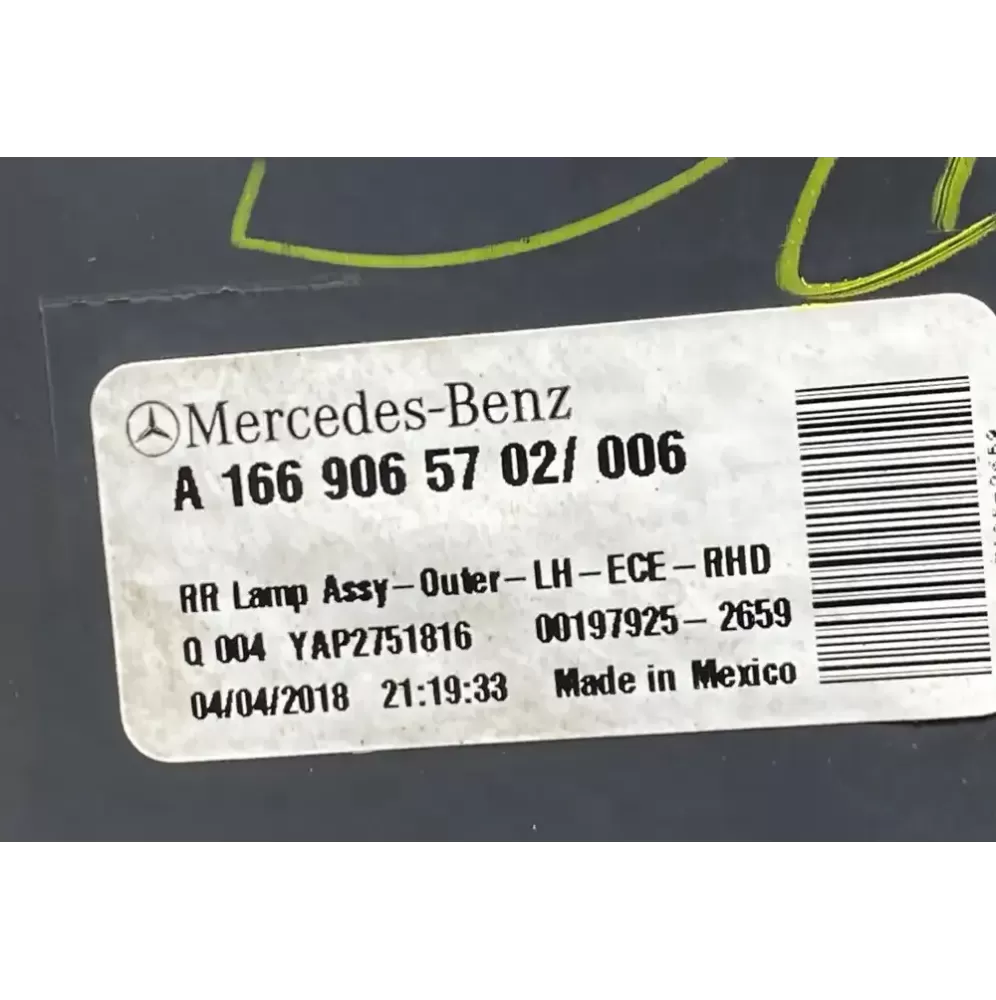 Mercedes-Benz
A 166 906 57 02/ 006
RR Lamp Assy-Outer-LH-ECE-RHD
Q 004 YAP2751816 00197925-2659
04/04/2018 21:19:33 Made in Mexico